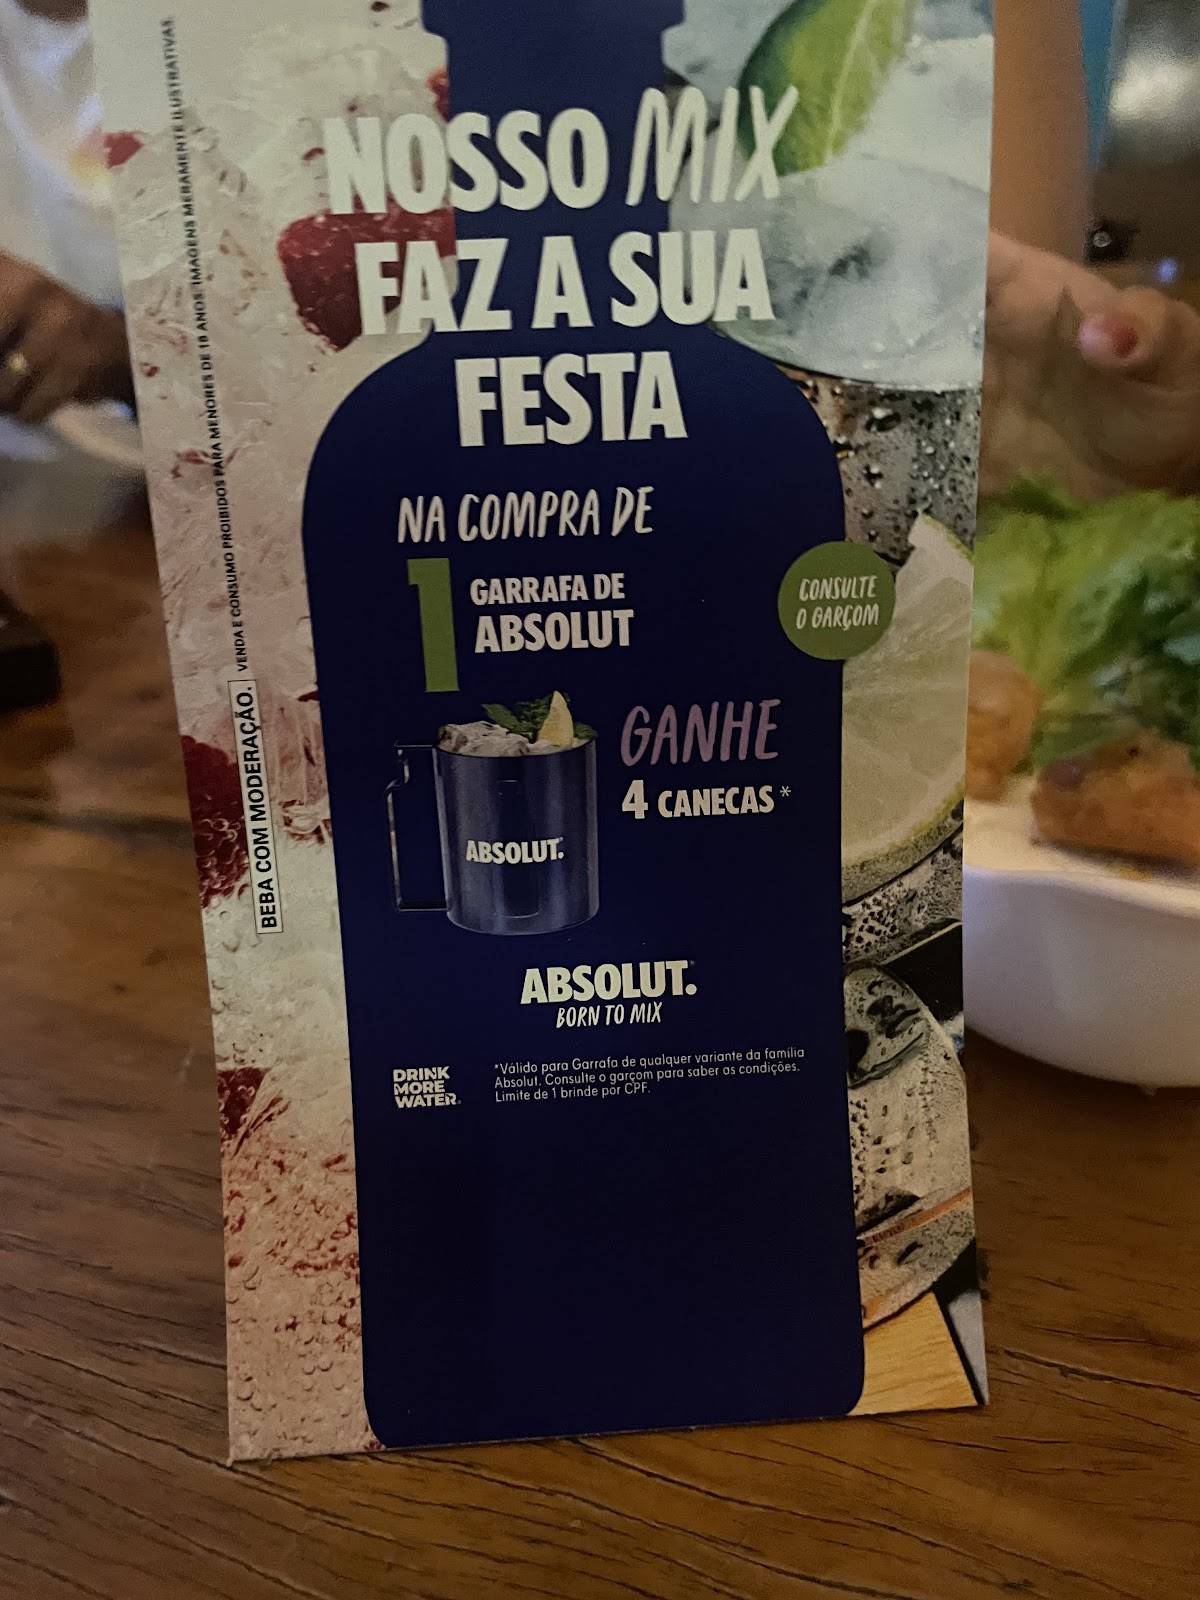 NOSSO MIX
FAZ A SUA
FESTA
NA COMPRA DE
1 GARRAFA DE
ABSOLUT
CONSULTE
O GARÇOM
GANHE
4 CANECAS*
ABSOLUT.
ABSOLUT.
BORN TO MIX
DRINK
MORE
WATER.
*Válido para Garrafa de qualquer variante da família
Absolut. Consulte o garçom para saber as condições.
Limite de 1 brinde por CPF.
BEBA COM MODERAÇÃO. VENDA E CONSUMO PROIBIDOS PARA MENORES DE 18 ANOS. IMAGENS MERAMENTE ILUSTRATIVAS.